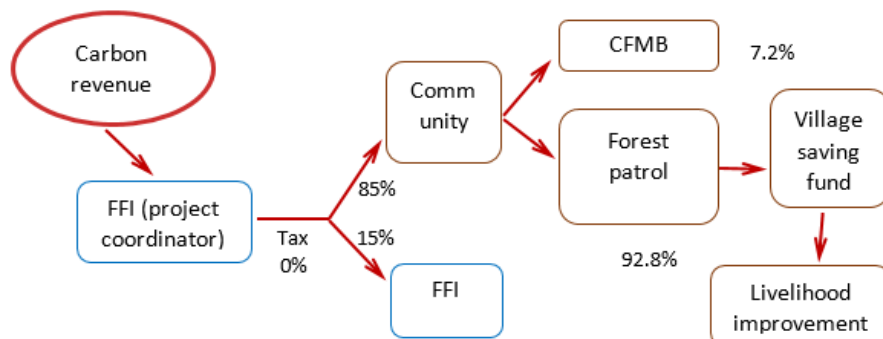 Carbon
revenue
FFI (project
coordinator)
Tax
0%
85%
15%
Comm
unity
FFI
CFMB
7.2%
Forest
patrol
92.8%
Village
saving
fund
Livelihood
improvement